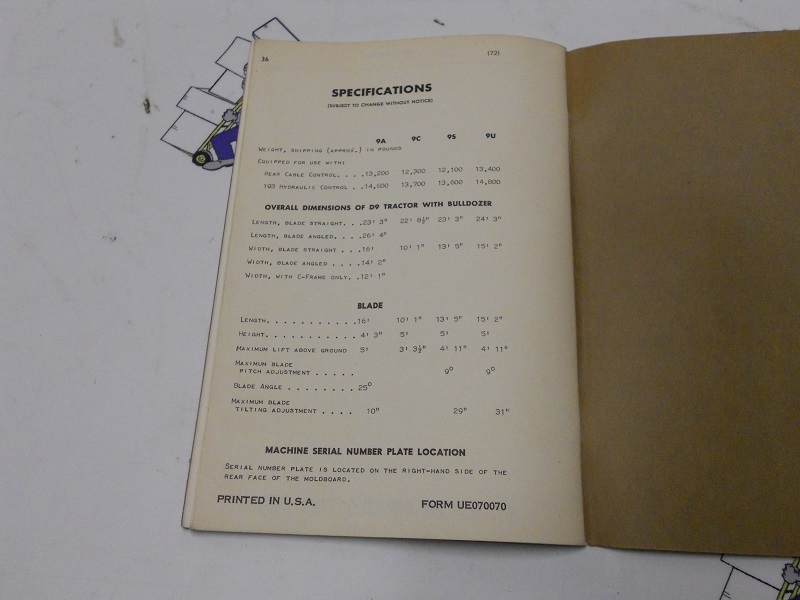 36 (72)
SPECIFICATIONS
(SUBJECT TO CHANGE WITHOUT NOTICE)
9A 9C 9S 9U
WEIGHT, SHIPPING (APPROX.) IN POUNDS
EQUIPPED FOR USE WITH:
REAR CABLE CONTROL. . . .13,200 12,300 12,100 13,400
193 HYDRAULIC CONTROL . .14,600 13,700 13,600 14,800
OVERALL DIMENSIONS OF D9 TRACTOR WITH BULLDOZER
LENGTH, BLADE STRAIGHT. . .23' 3" 22' 8½" 23' 3" 24' 3"
LENGTH, BLADE ANGLED. . . .26' 4"
WIDTH, BLADE STRAIGHT . . .16' 10' 1" 13' 5" 15' 2"
WIDTH, BLADE ANGLED . . . .14' 2"
WIDTH, WITH C-FRAME ONLY. .12' 1"
BLADE
LENGTH. . . . . . . . . . .16' 10' 1" 13' 5" 15' 2"
HEIGHT. . . . . . . . . . . 4' 3" 5' 5' 5'
MAXIMUM LIFT ABOVE GROUND 5' 3' 3½" 4' 11" 4' 11"
MAXIMUM BLADE
PITCH ADJUSTMENT . . . . . 9° 9°
BLADE ANGLE . . . . . . . . 25°
MAXIMUM BLADE
TILTING ADJUSTMENT . . . . 10" 29" 31"
MACHINE SERIAL NUMBER PLATE LOCATION
SERIAL NUMBER PLATE IS LOCATED ON THE RIGHT-HAND SIDE OF THE
REAR FACE OF THE MOLDBOARD.
PRINTED IN U.S.A. FORM UE070070